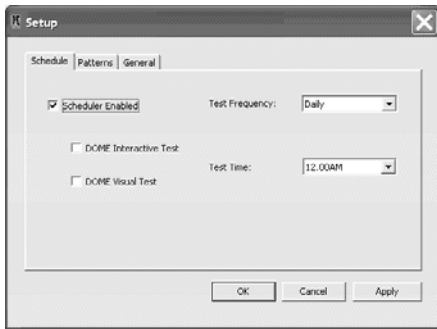 Setup
Schedule Patterns General
Scheduler Enabled Test Frequency: Daily
DOME Interactive Test
Test Time: 12.00AM
DOME Visual Test
OK Cancel Apply